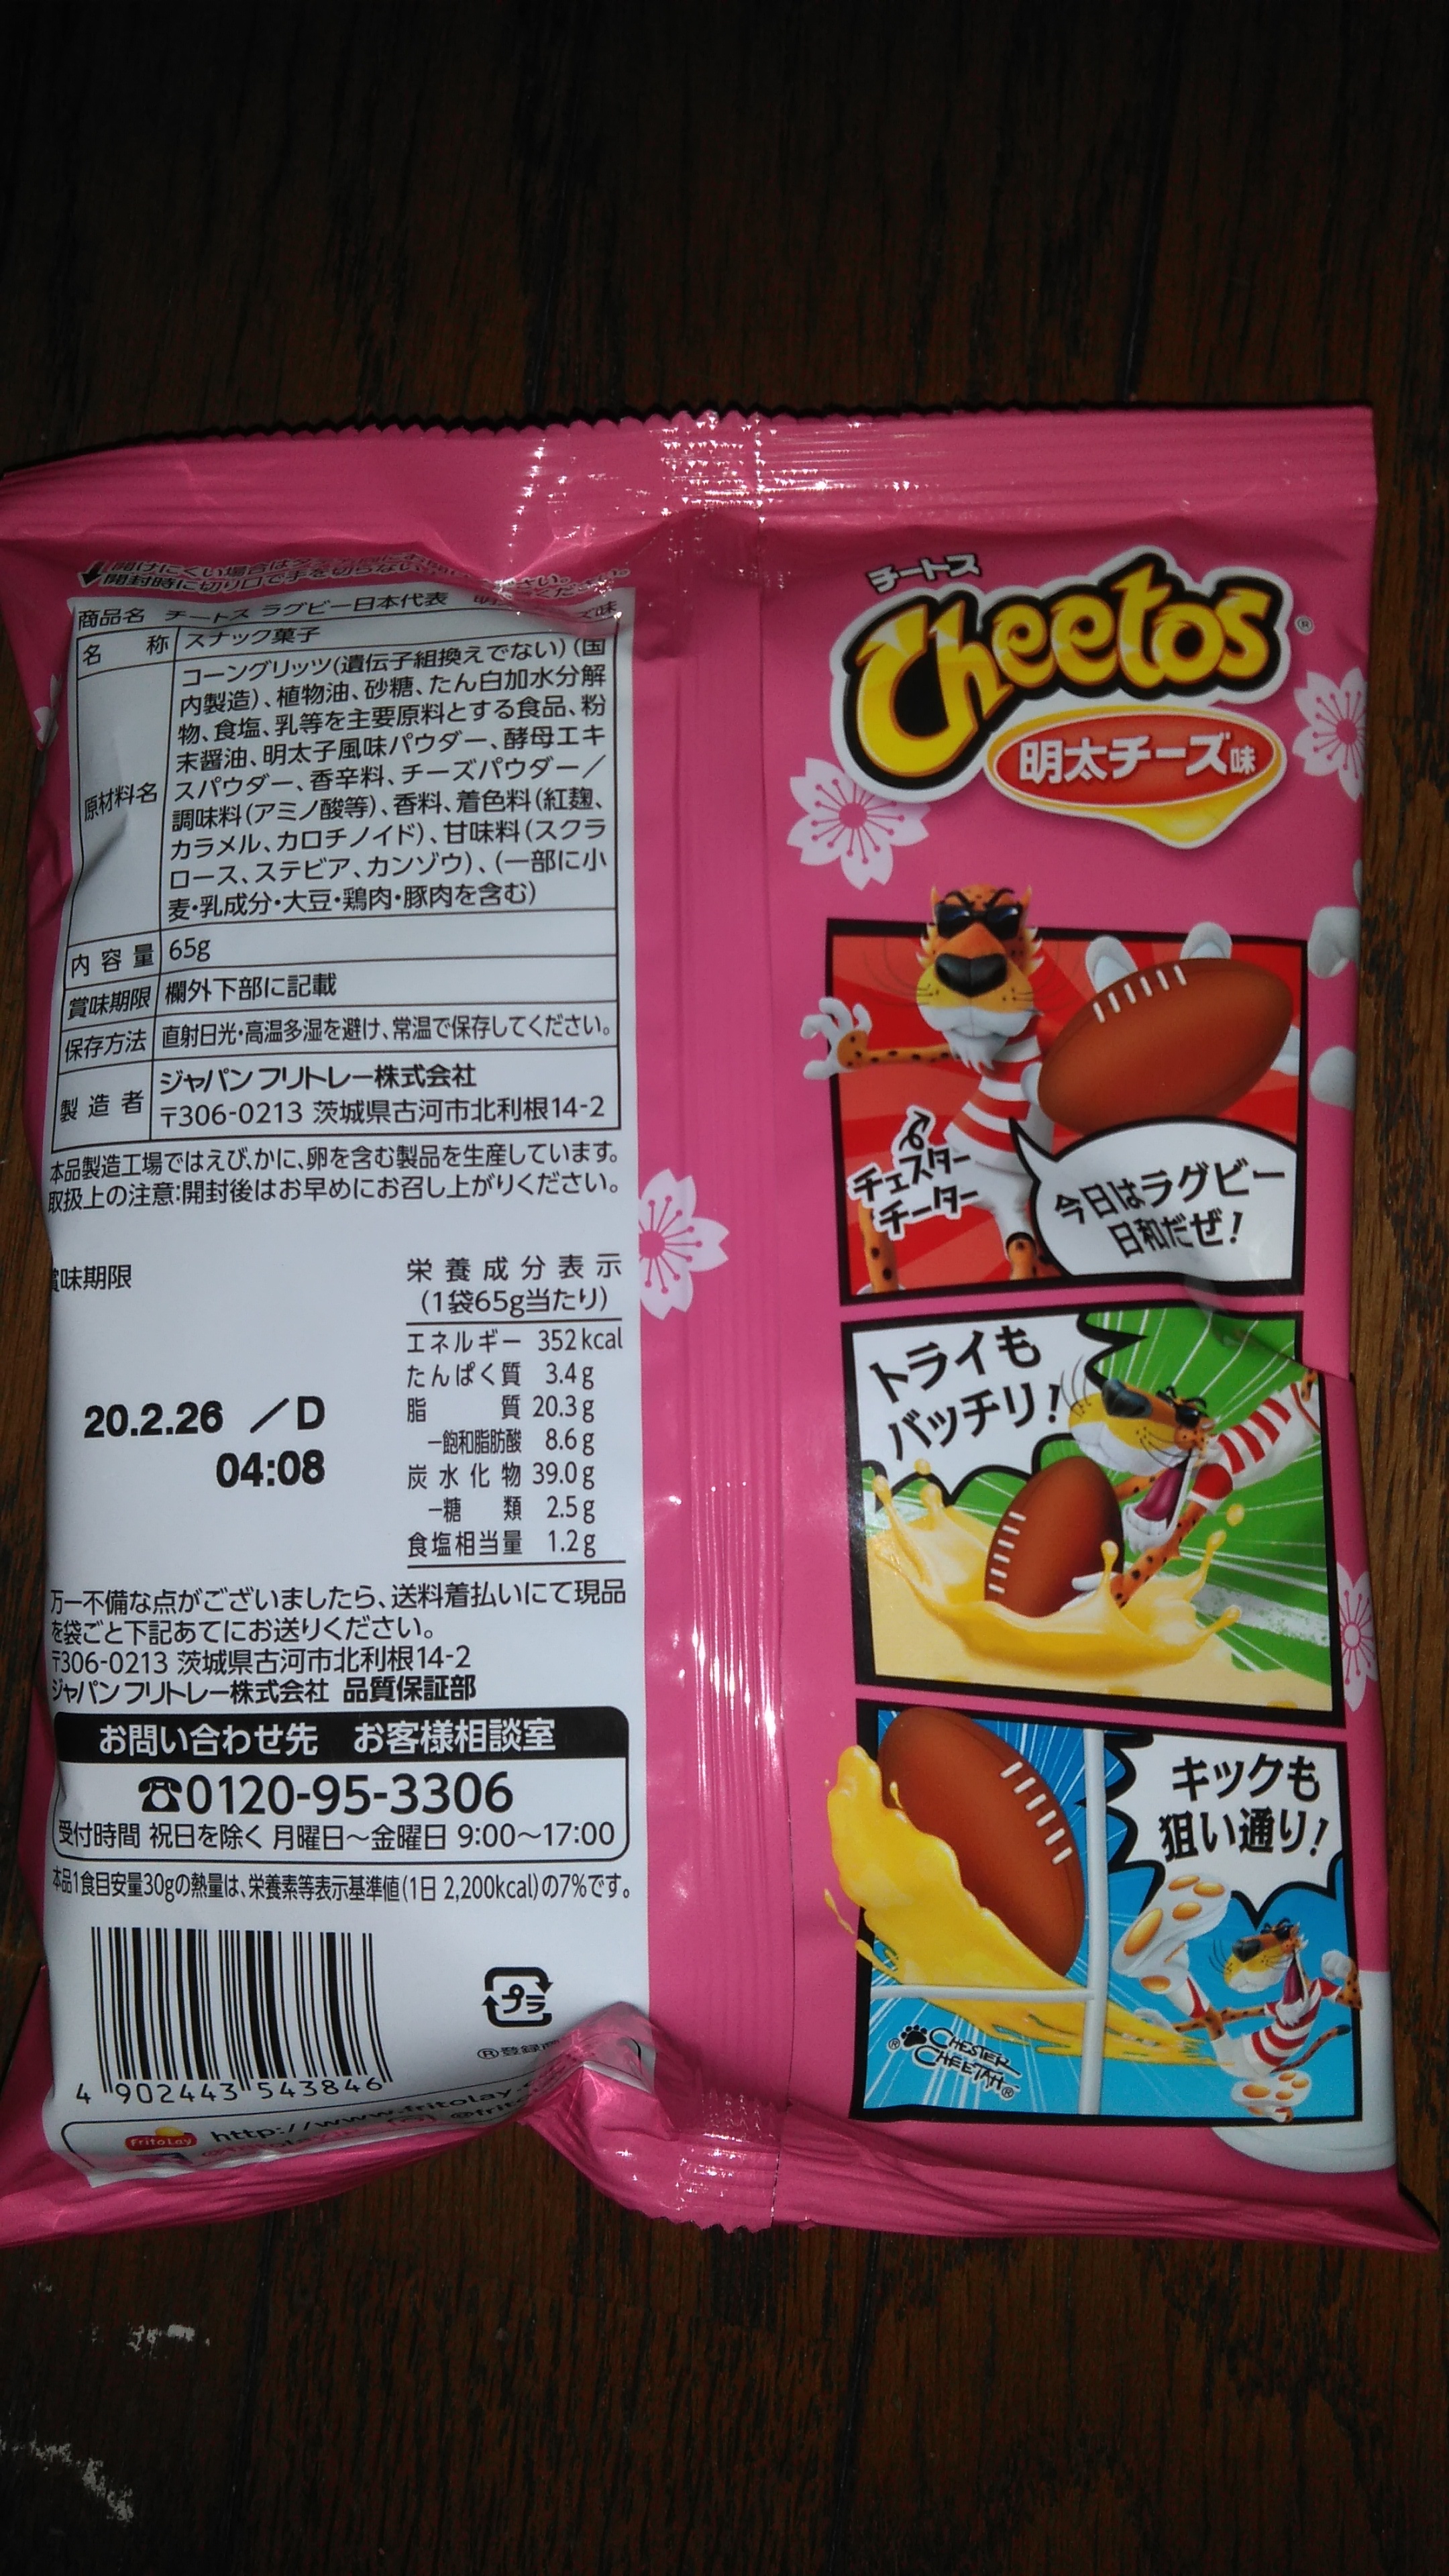 開けにくい場合は
開封時に切り口で手を切らない
商品名 チートス ラグビー日本代表 味
名 称 スナック菓子
原材料名
コーングリッツ(遺伝子組換えでない)(国
内製造)、植物油、砂糖、たん白加水分解
物、食塩、乳等を主要原料とする食品、粉
末醤油、明太子風味パウダー、酵母エキ
スパウダー、香辛料、チーズパウダー/
調味料(アミノ酸等)、香料、着色料(紅麹、
カラメル、カロチノイド)、甘味料(スクラ
ロース、ステビア、カンゾウ)、(一部に小
麦・乳成分・大豆・鶏肉・豚肉を含む)
内容量 65g
賞味期限 欄外下部に記載
保存方法 直射日光・高温多湿を避け、常温で保存してください。
製造者 ジャパンフリトレー株式会社
〒306-0213 茨城県古河市北利根14-2
本品製造工場ではえび、かに、卵を含む製品を生産しています。
取扱上の注意:開封後はお早めにお召し上がりください。
賞味期限
20.2.26 /D
04:08
栄養成分表示
(1袋65g当たり)
エネルギー 352kcal
たんぱく質 3.4g
脂質 20.3g
-飽和脂肪酸 8.6g
炭水化物 39.0g
-糖類 2.5g
食塩相当量 1.2g
万一不備な点がございましたら、送料着払いにて現品
を袋ごと下記あてにお送りください。
〒306-0213 茨城県古河市北利根14-2
ジャパンフリトレー株式会社 品質保証部
お問い合わせ先 お客様相談室
☎0120-95-3306
受付時間 祝日を除く 月曜日~金曜日 9:00~17:00
本品1食目安量30gの熱量は、栄養素等表示基準値(1日 2,200kcal)の7%です。
プラ
®登録
4 902443 543846
FritoLay http://www.fritolay
チートス
Cheetos®
明太チーズ味
チェスター
チーター
今日はラグビー
日和だぜ!
トライも
バッチリ!
キックも
狙い通り!
® CHESTER
CHEETAH®